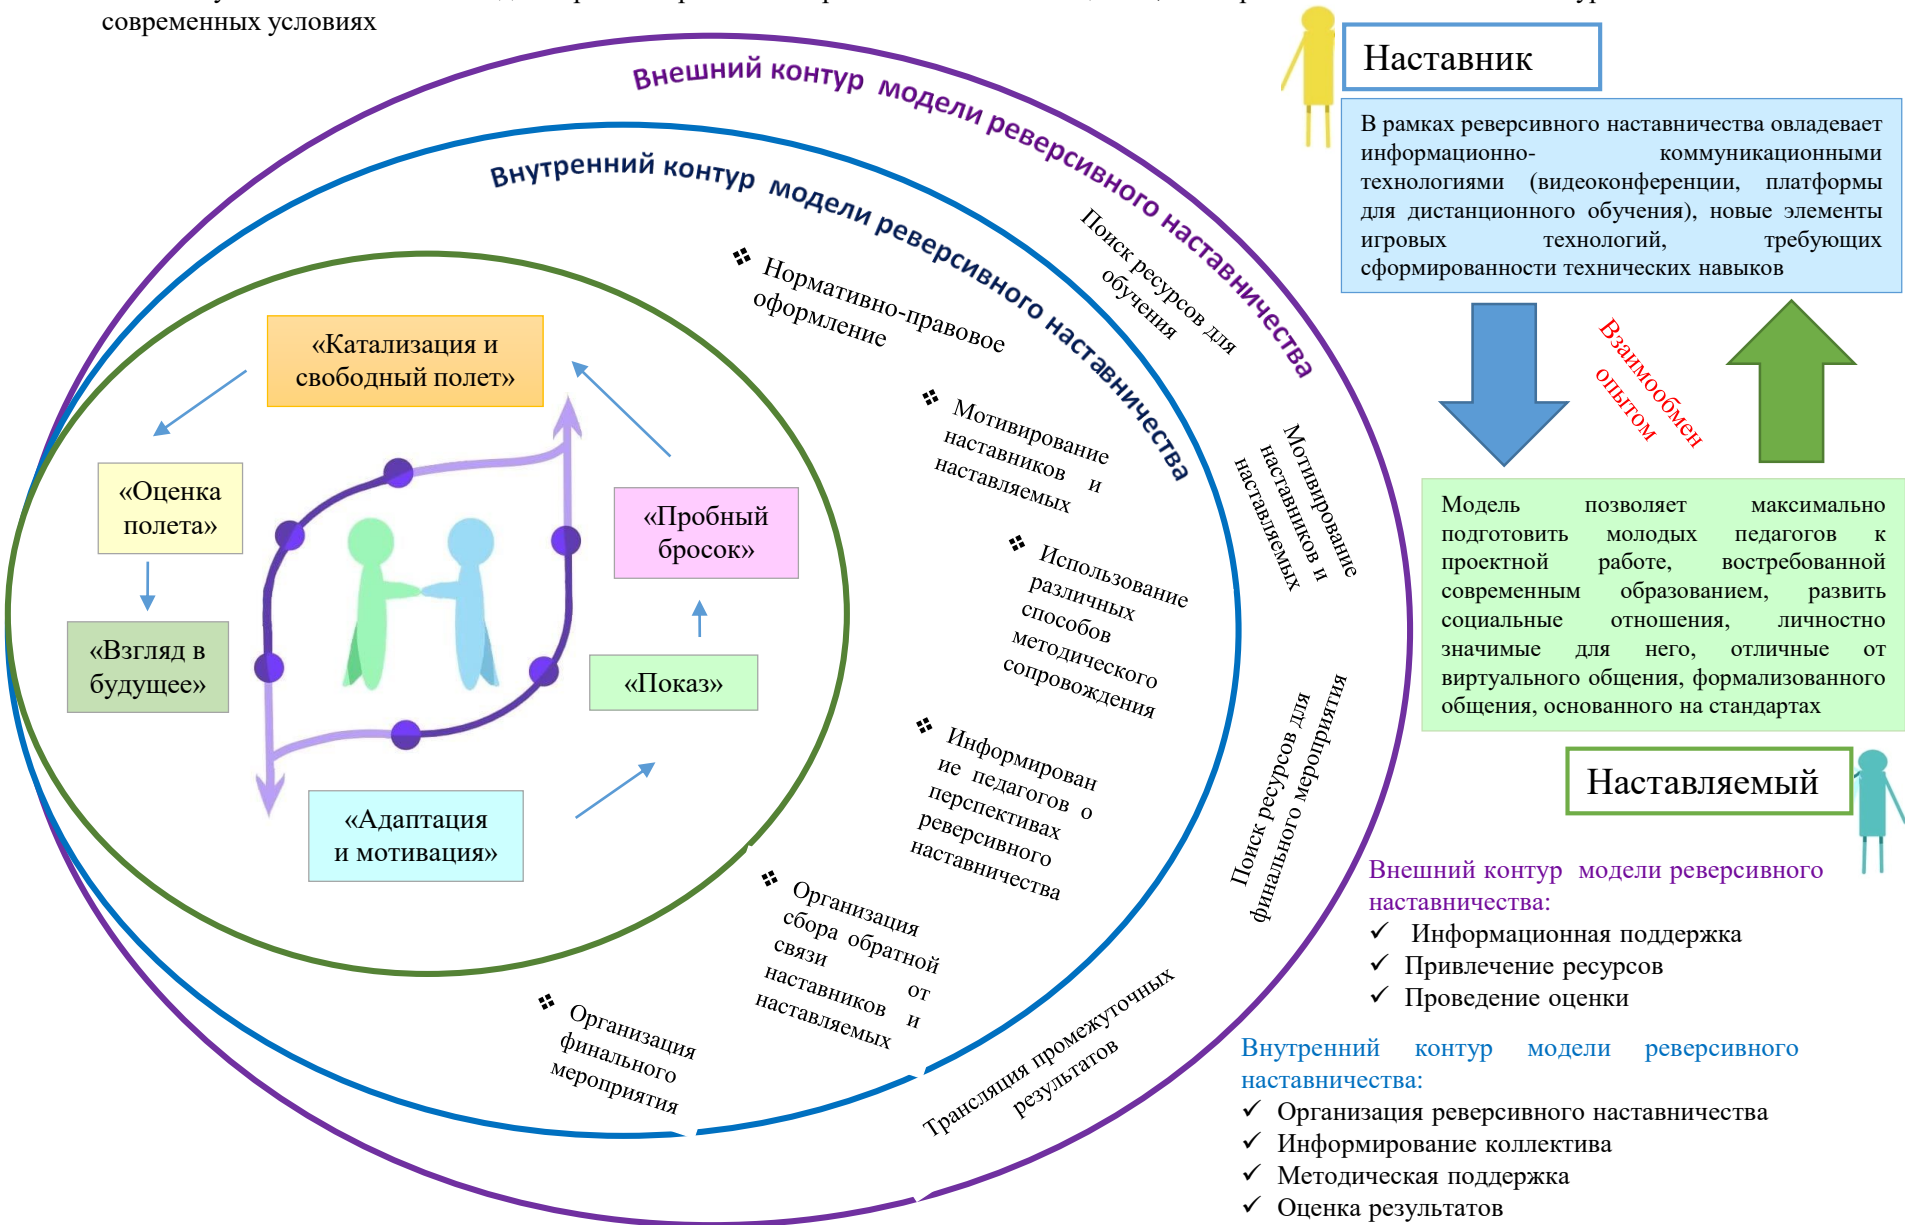 современных условиях
Внешний контур модели реверсивного наставничества
Внутренний контур модели реверсивного наставничества
Поиск ресурсов для
обучения
Мотивирование
наставников и
наставляемых
Поиск ресурсов для
финального мероприятия
Трансляция промежуточных
результатов
❖ Нормативно-правовое
оформление
❖ Мотивирование
наставников и
наставляемых
❖ Использование
различных
способов
методического
сопровождения
❖ Информирован
ие педагогов о
перспективах
реверсивного
наставничества
❖ Организация
сбора обратной
связи от
наставников и
наставляемых
❖ Организация
финального
мероприятия
«Катализация и
свободный полет»
«Оценка
полета»
«Взгляд в
будущее»
«Пробный
бросок»
«Показ»
«Адаптация
и мотивация»
Наставник
В рамках реверсивного наставничества овладевает
информационно- коммуникационными
технологиями (видеоконференции, платформы
для дистанционного обучения), новые элементы
игровых технологий, требующих
сформированности технических навыков
Взаимообмен
опытом
Модель позволяет максимально
подготовить молодых педагогов к
проектной работе, востребованной
современным образованием, развить
социальные отношения, личностно
значимые для него, отличные от
виртуального общения, формализованного
общения, основанного на стандартах
Наставляемый
Внешний контур модели реверсивного
наставничества:
✓ Информационная поддержка
✓ Привлечение ресурсов
✓ Проведение оценки
Внутренний контур модели реверсивного
наставничества:
✓ Организация реверсивного наставничества
✓ Информирование коллектива
✓ Методическая поддержка
✓ Оценка результатов